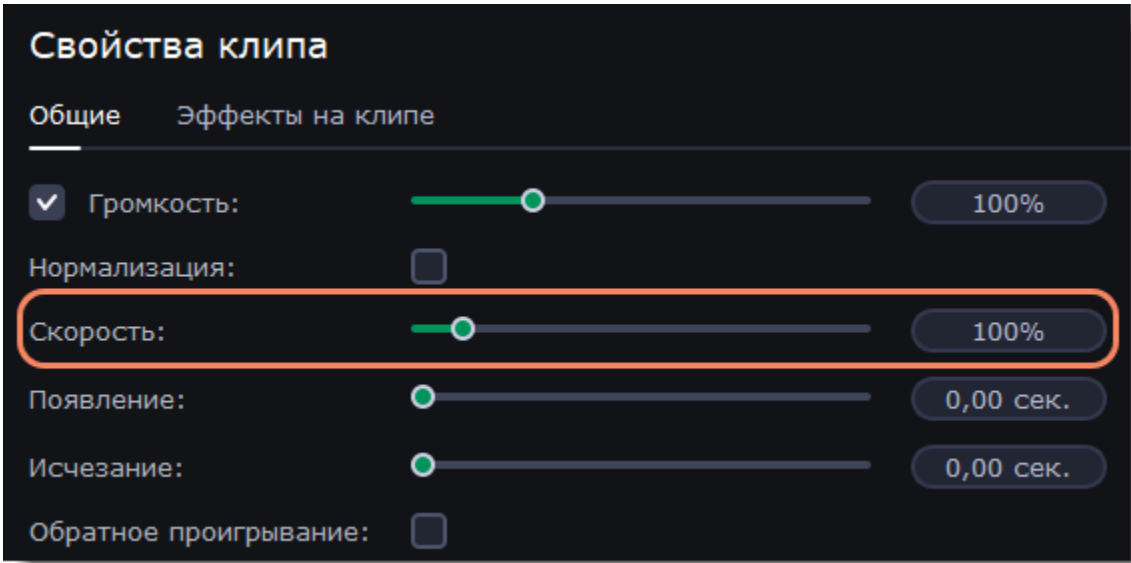 Свойства клипа
Общие Эффекты на клипе
Громкость: 100%
Нормализация:
Скорость: 100%
Появление: 0,00 сек.
Исчезание: 0,00 сек.
Обратное проигрывание: